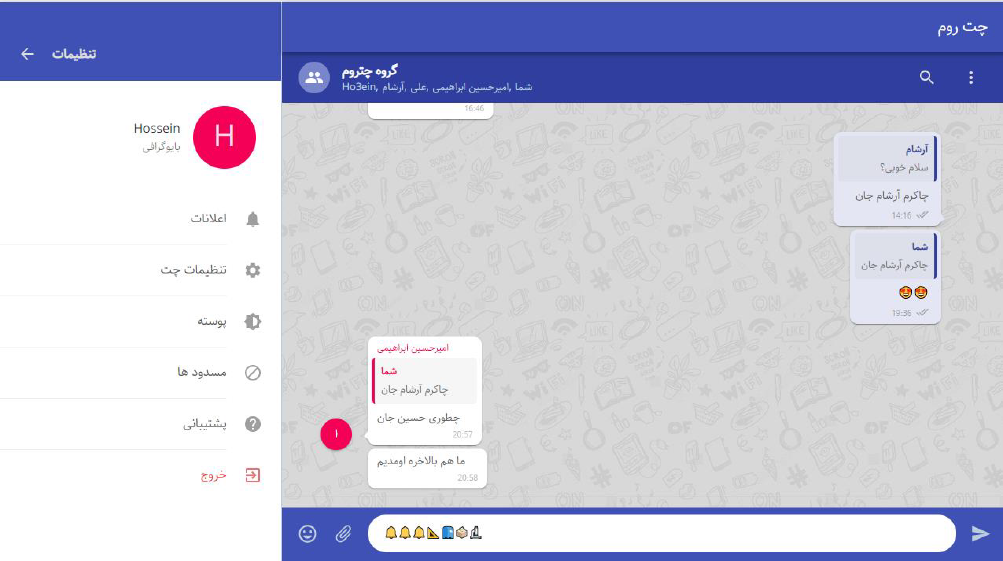 چت روم
تنظیمات
گروه چتروم
شما ,امیرحسین ابراهیمی ,علی ,آرشام ,Ho3ein
Hossein
بایوگرافی
اعلانات
تنظیمات چت
پوسته
مسدود ها
پشتیبانی
خروج
16:46
آرشام
سلام خوبی؟
چاکرم آرشام جان
14:16
شما
چاکرم آرشام جان
😍😍
19:36
امیرحسین ابراهیمی
شما
چاکرم آرشام جان
چطوری حسین جان
20:57
ما هم بالاخره اومدیم
20:58